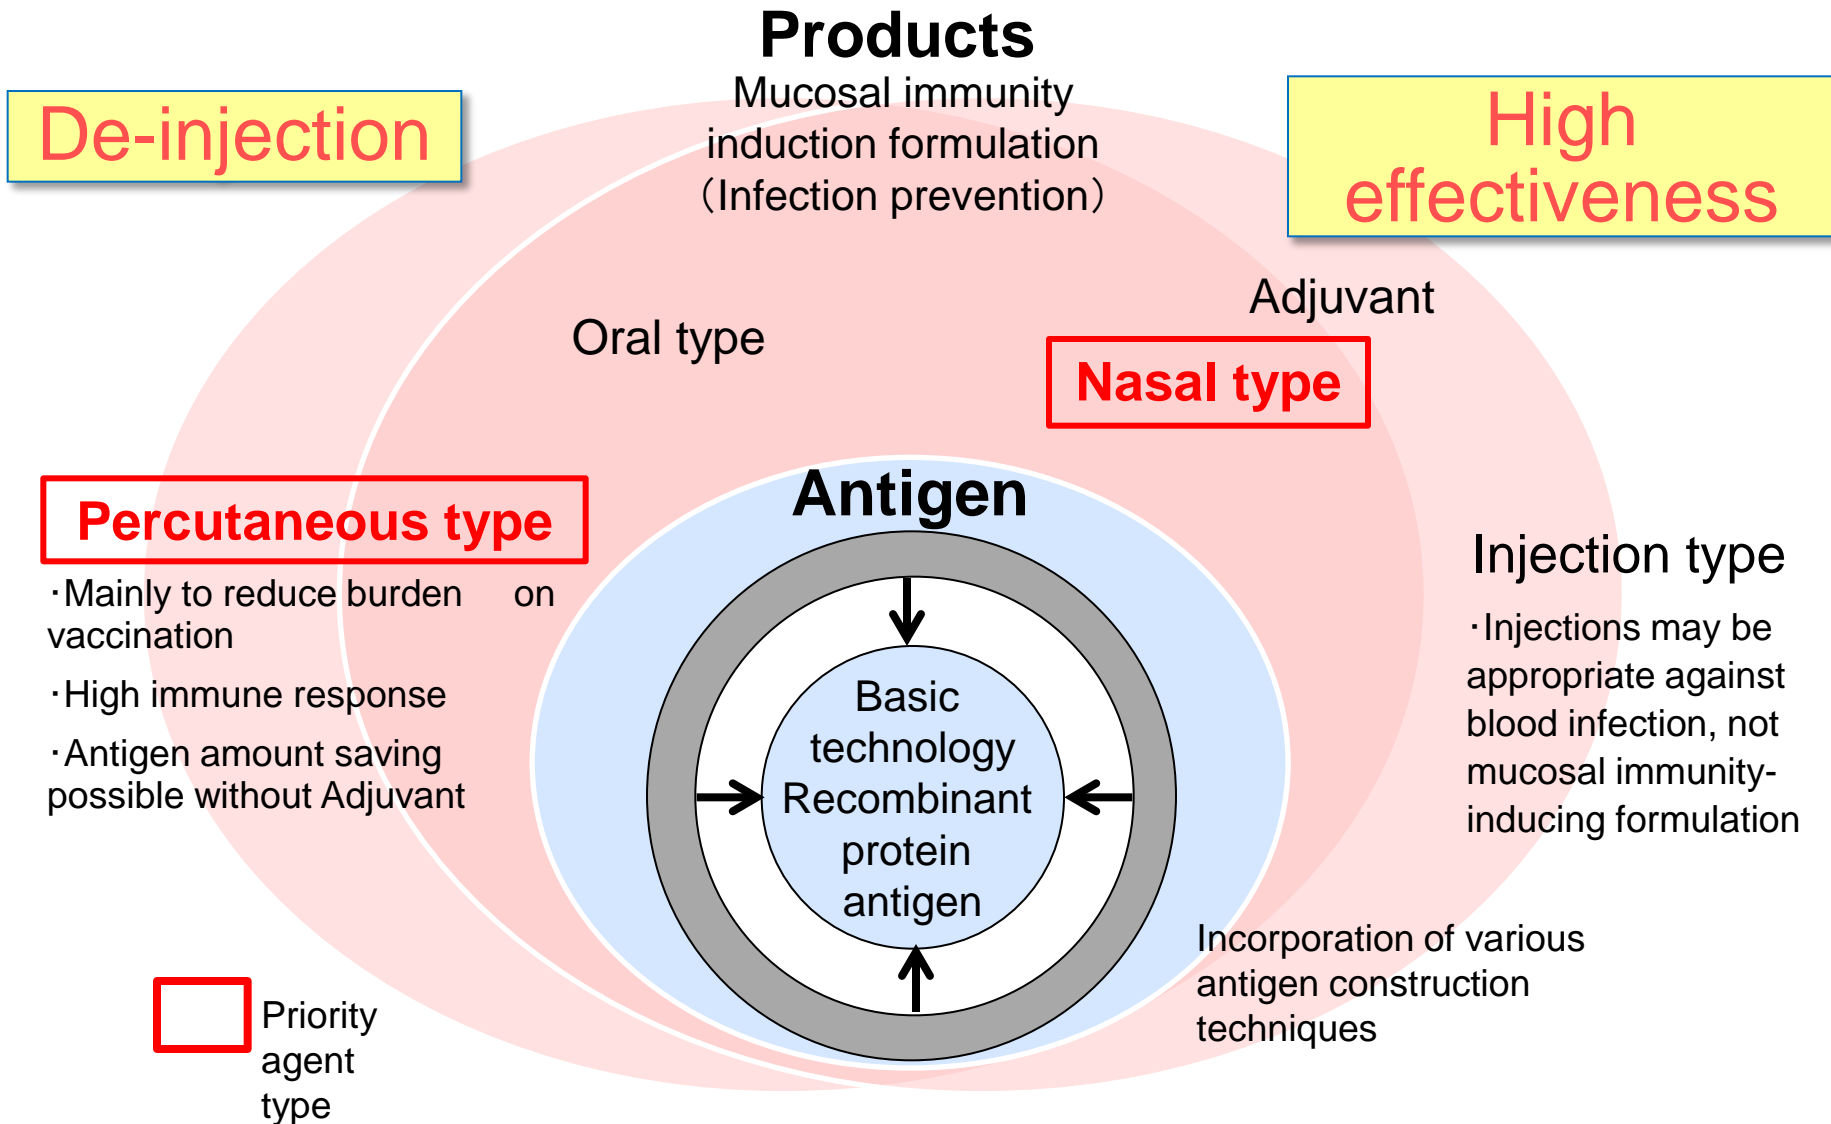 Products
Mucosal immunity
induction formulation
（Infection prevention）
De-injection
High
effectiveness
Adjuvant
Oral type
Nasal type
Percutaneous type
・Mainly to reduce burden on
vaccination
・High immune response
・Antigen amount saving
possible without Adjuvant
Antigen
Basic
technology
Recombinant
protein
antigen
Injection type
・Injections may be
appropriate against
blood infection, not
mucosal immunity-
inducing formulation
Incorporation of various
antigen construction
techniques
Priority
agent
type